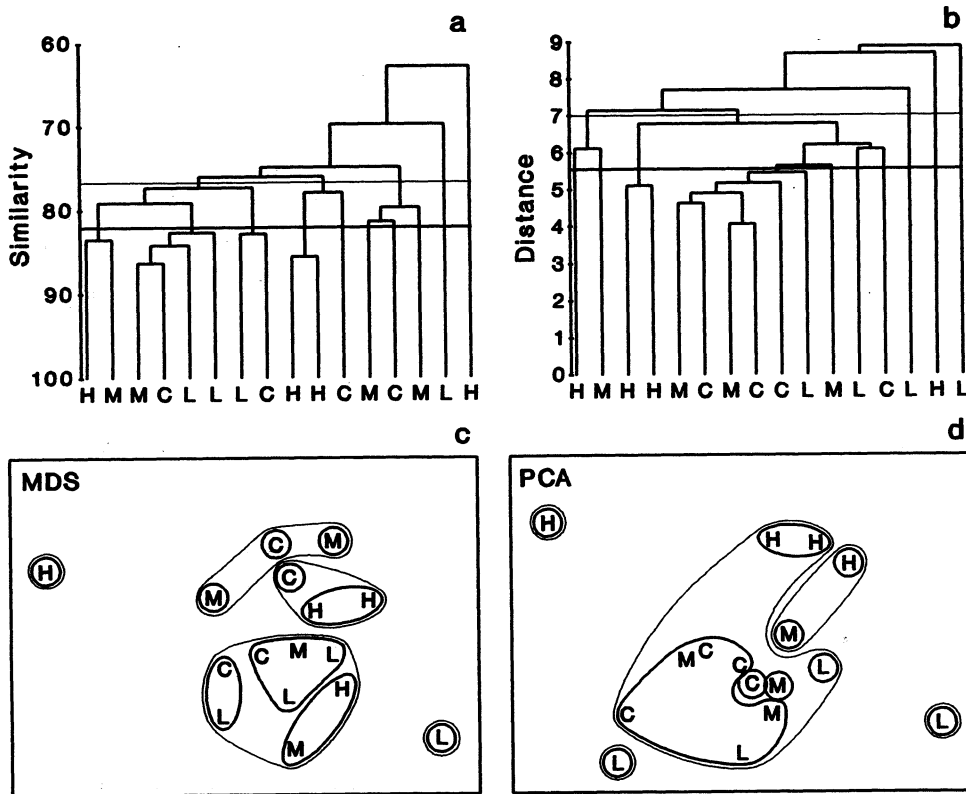 a
60
70
80
90
100
Similarity
H M M C L L L C H H C M C M L H
b
9
8
7
6
5
4
3
2
1
0
Distance
H M H H M C M C C L M L C L H L
c
MDS
C M
H C
M H H
C M L
C
L H
L
M L
d
PCA
H
H H
H
M
M C C L
C M
C M L
L
L